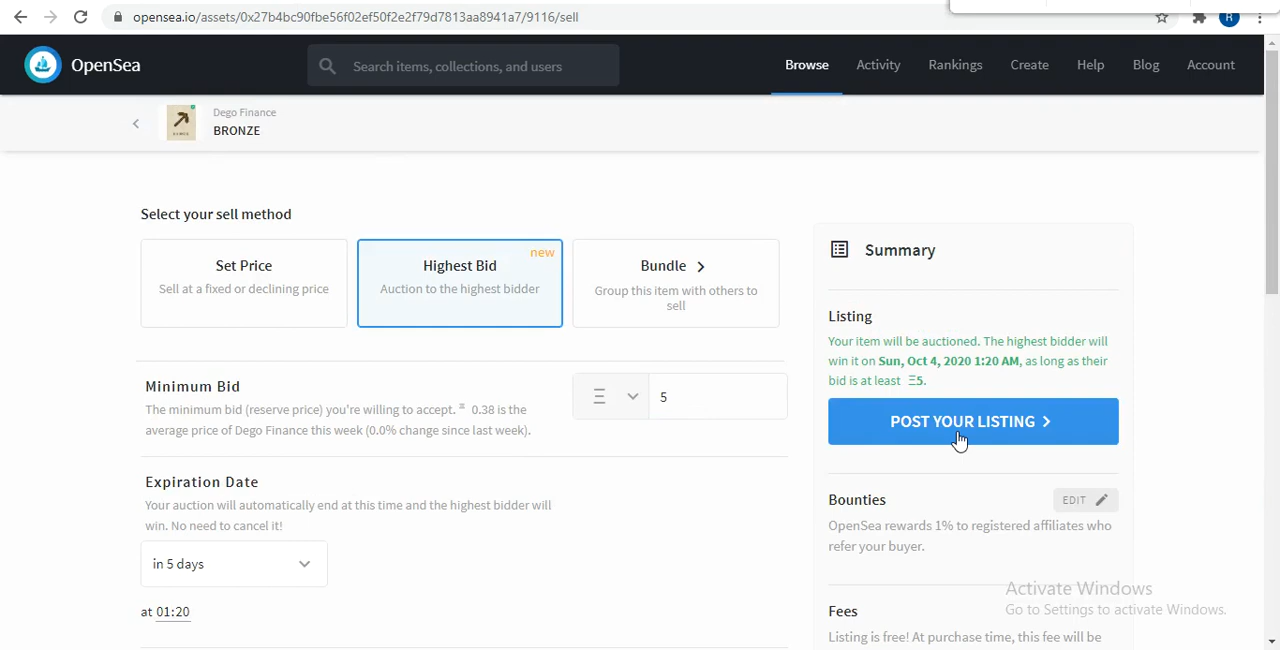 opensea.io/assets/0x27b4bc90fbe56f02ef50f2e2f79d7813aa8941a7/9116/sell
R
OpenSea
Search items, collections, and users
Browse
Activity
Rankings
Create
Help
Blog
Account
Dego Finance
BRONZE
Select your sell method
Set Price
Sell at a fixed or declining price
new
Highest Bid
Auction to the highest bidder
Bundle
Group this item with others to
sell
Minimum Bid
The minimum bid (reserve price) you're willing to accept. Ξ 0.38 is the
average price of Dego Finance this week (0.0% change since last week).
Ξ
5
Expiration Date
Your auction will automatically end at this time and the highest bidder will
win. No need to cancel it!
in 5 days
at 01:20
Summary
Listing
Your item will be auctioned. The highest bidder will
win it on Sun, Oct 4, 2020 1:20 AM, as long as their
bid is at least Ξ5.
POST YOUR LISTING
Bounties
EDIT
OpenSea rewards 1% to registered affiliates who
refer your buyer.
Fees
Listing is free! At purchase time, this fee will be
Activate Windows
Go to Settings to activate Windows.